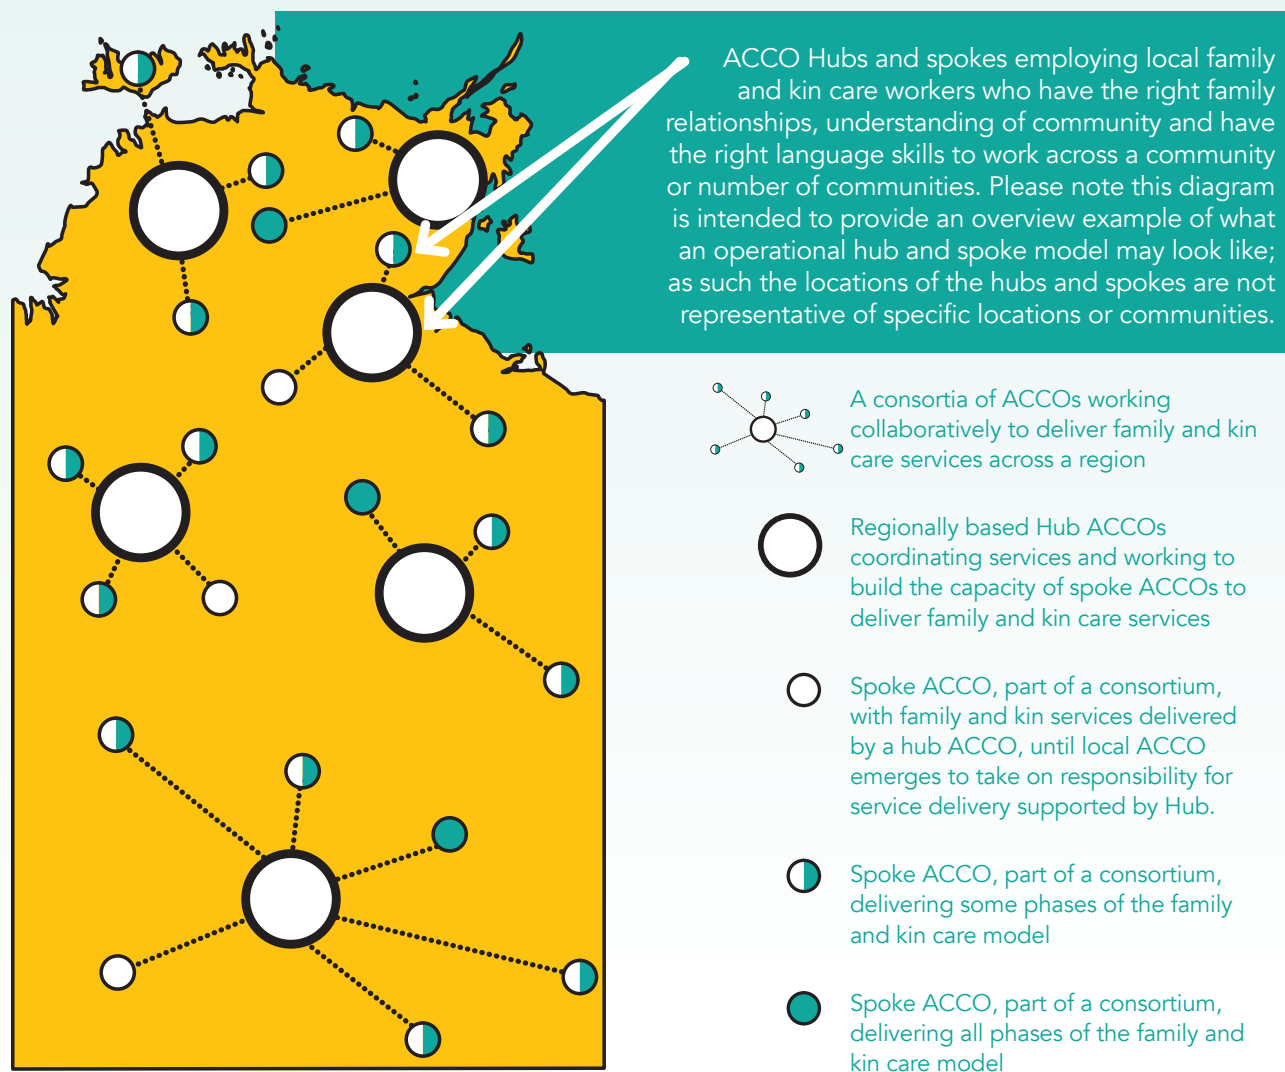 ACCO Hubs and spokes employing local family
and kin care workers who have the right family
relationships, understanding of community and have
the right language skills to work across a community
or number of communities. Please note this diagram
is intended to provide an overview example of what
an operational hub and spoke model may look like;
as such the locations of the hubs and spokes are not
representative of specific locations or communities.
A consortia of ACCOs working
collaboratively to deliver family and kin
care services across a region
Regionally based Hub ACCOs
coordinating services and working to
build the capacity of spoke ACCOs to
deliver family and kin care services
Spoke ACCO, part of a consortium,
with family and kin services delivered
by a hub ACCO, until local ACCO
emerges to take on responsibility for
service delivery supported by Hub.
Spoke ACCO, part of a consortium,
delivering some phases of the family
and kin care model
Spoke ACCO, part of a consortium,
delivering all phases of the family and
kin care model